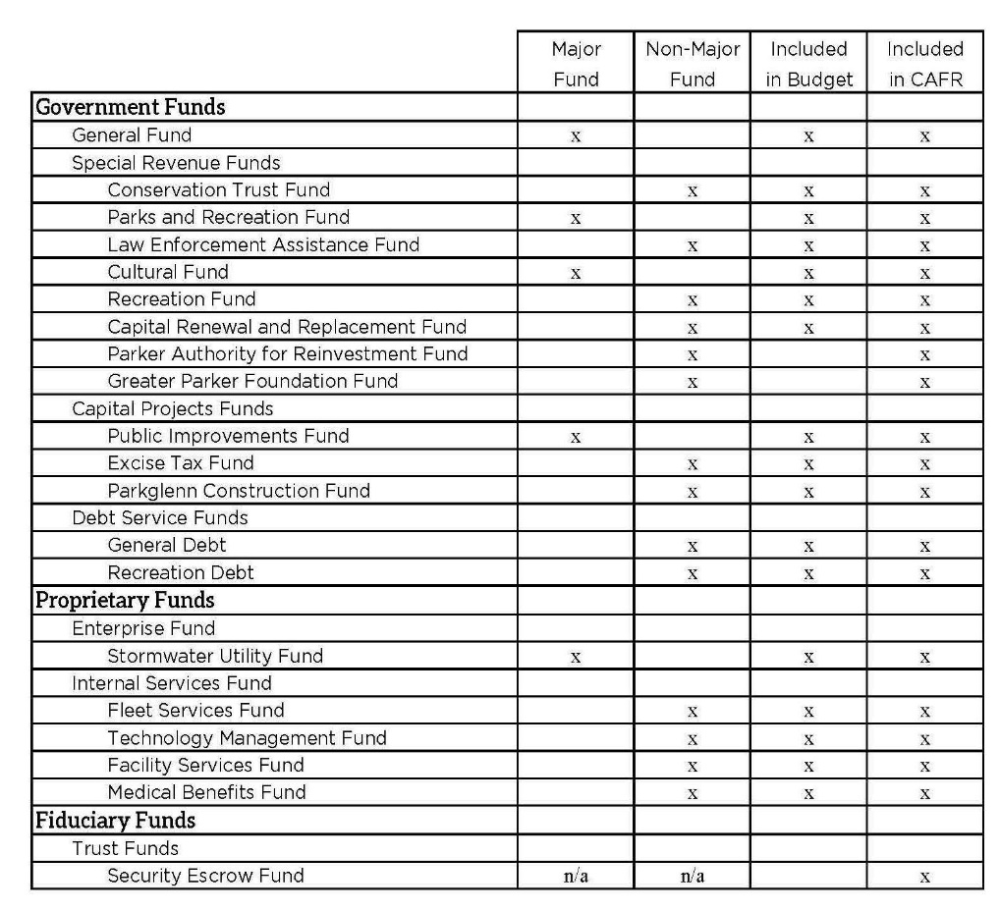 Major Non-Major Included Included
Fund Fund in Budget in CAFR
Government Funds
General Fund x x x
Special Revenue Funds
Conservation Trust Fund x x x
Parks and Recreation Fund x x x
Law Enforcement Assistance Fund x x x
Cultural Fund x x x
Recreation Fund x x x
Capital Renewal and Replacement Fund x x x
Parker Authority for Reinvestment Fund x x
Greater Parker Foundation Fund x x
Capital Projects Funds
Public Improvements Fund x x x
Excise Tax Fund x x x
Parkglenn Construction Fund x x x
Debt Service Funds
General Debt x x x
Recreation Debt x x x
Proprietary Funds
Enterprise Fund
Stormwater Utility Fund x x x
Internal Services Fund
Fleet Services Fund x x x
Technology Management Fund x x x
Facility Services Fund x x x
Medical Benefits Fund x x x
Fiduciary Funds
Trust Funds
Security Escrow Fund n/a n/a x